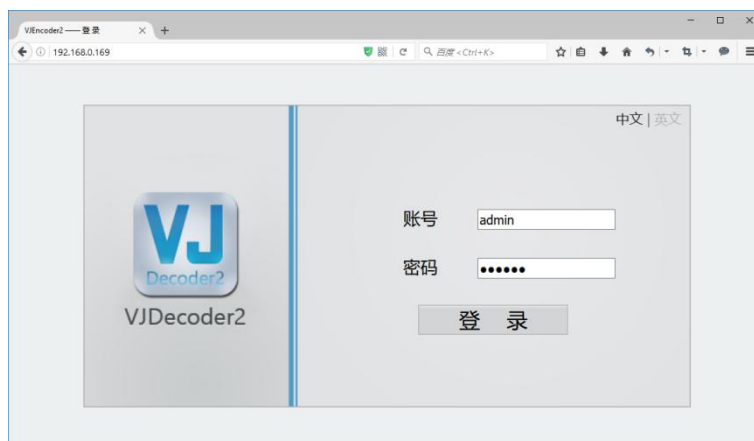 VJEncoder2 —— 登 录
192.168.0.169
百度 <Ctrl+K>
中文 | 英文
VJ
Decoder2
VJDecoder2
账号 admin
密码 ●●●●●●
登 录